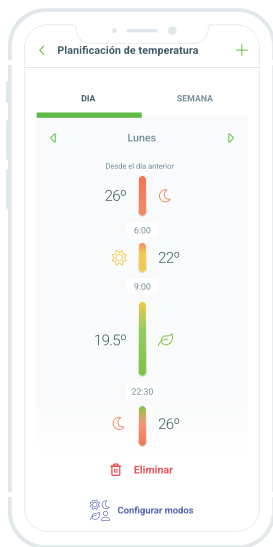 Planificación de temperatura
DIA
SEMANA
Lunes
Desde el día anterior
26º
6:00
22º
9:00
19.5º
22:30
26º
Eliminar
Configurar modos